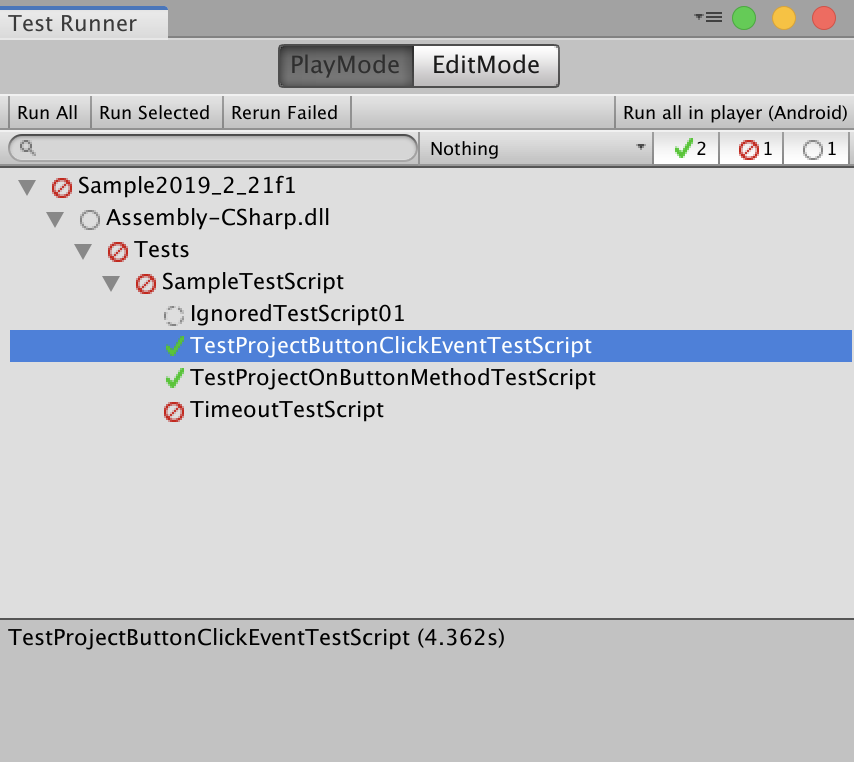 Test Runner
PlayMode EditMode
Run All Run Selected Rerun Failed Run all in player (Android)
Nothing 2 1 1
Sample2019_2_21f1
Assembly-CSharp.dll
Tests
SampleTestScript
IgnoredTestScript01
TestProjectButtonClickEventTestScript
TestProjectOnButtonMethodTestScript
TimeoutTestScript
TestProjectButtonClickEventTestScript (4.362s)